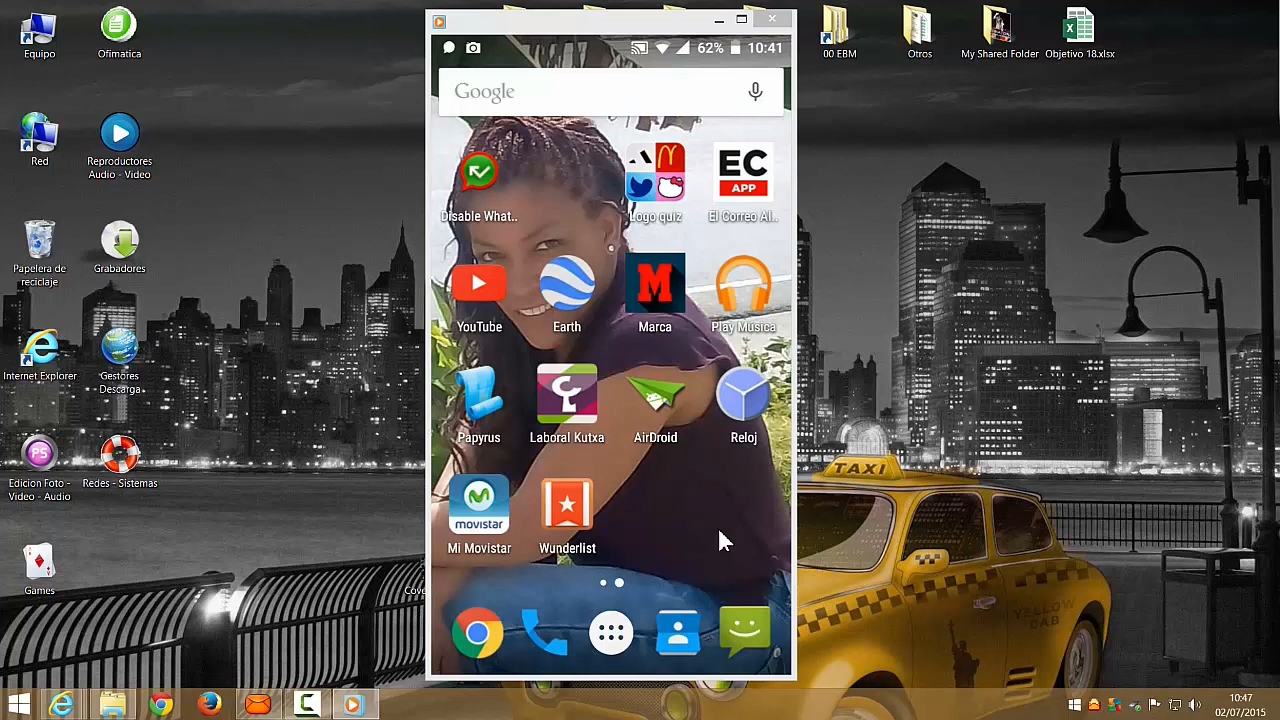 Equipo
Ofimatica
00 EBM
Otros
My Shared Folder
Objetivo 18.xlsx
62%
10:41
Google
Red
Reproductores
Audio - Video
Disable What..
Logo quiz
EC
APP
El Correo Al..
Papelera de
reciclaje
Grabadores
YouTube
Earth
M
Marca
Play Música
Internet Explorer
Gestores
Descarga
Papyrus
Laboral Kutxa
AirDroid
Reloj
PS
Edicion Foto -
Video - Audio
Redes - Sistemas
TAXI
movistar
Mi Movistar
Wunderlist
Games
Cove
YELLOW
CAB
10:47
02/07/2015